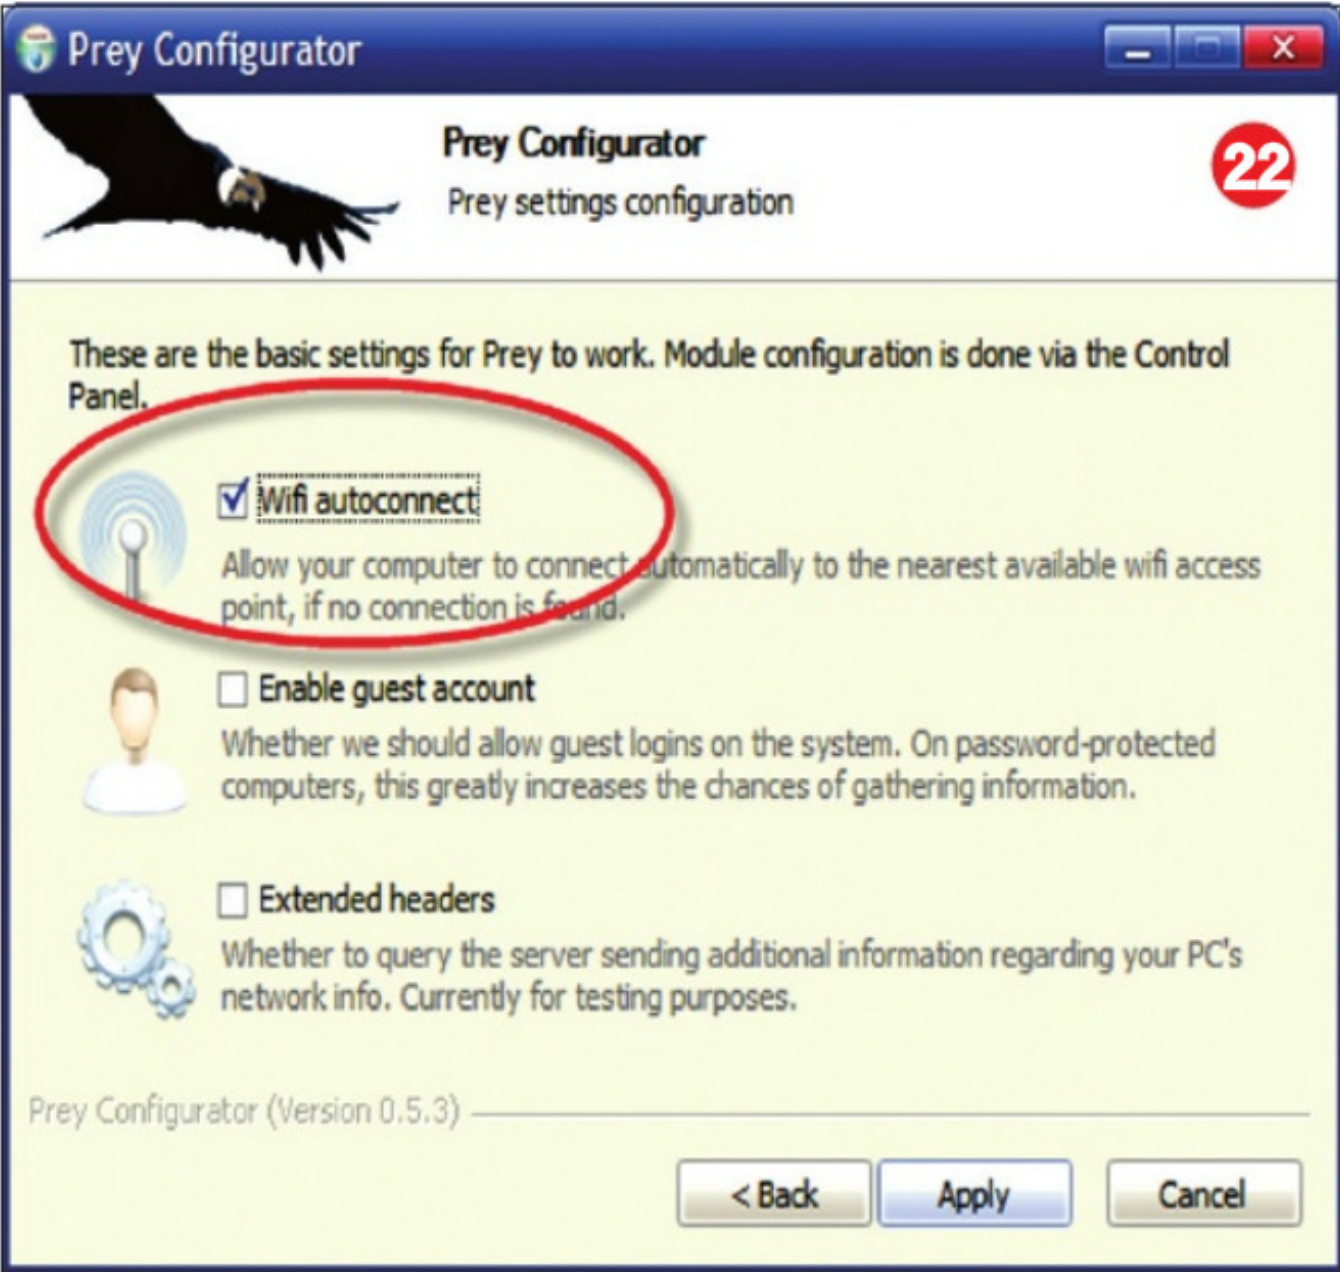 Prey Configurator
Prey Configurator
22
Prey settings configuration
These are the basic settings for Prey to work. Module configuration is done via the Control
Panel.
Wifi autoconnect
Allow your computer to connect automatically to the nearest available wifi access
point, if no connection is found.
Enable guest account
Whether we should allow guest logins on the system. On password-protected
computers, this greatly increases the chances of gathering information.
Extended headers
Whether to query the server sending additional information regarding your PC's
network info. Currently for testing purposes.
Prey Configurator (Version 0.5.3)
< Back
Apply
Cancel